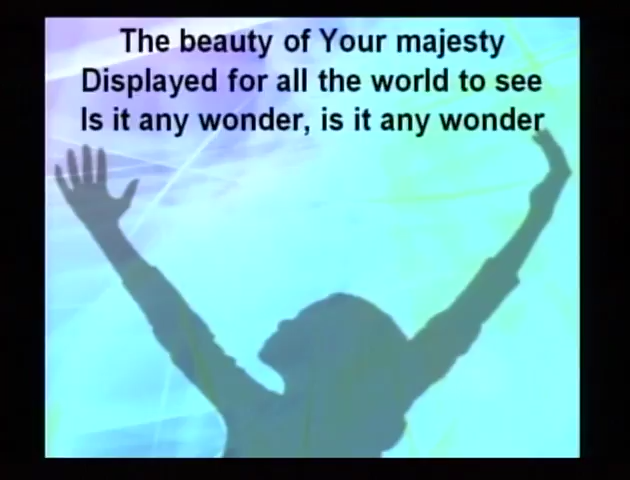 The beauty of Your majesty
Displayed for all the world to see
Is it any wonder, is it any wonder